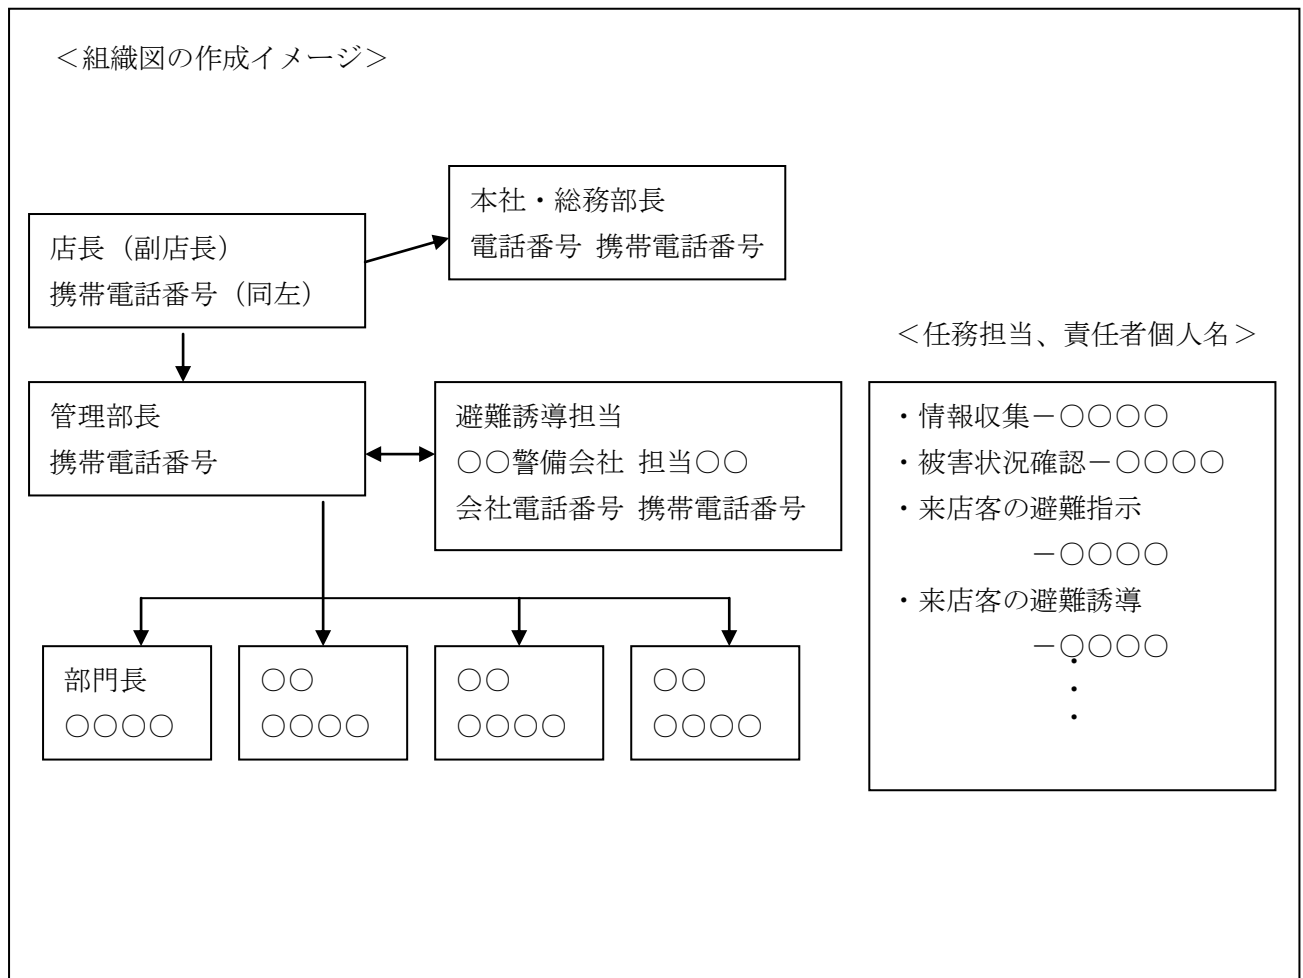 ＜組織図の作成イメージ＞
本社・総務部長
電話番号 携帯電話番号
店長（副店長）
携帯電話番号（同左）
＜任務担当、責任者個人名＞
管理部長
携帯電話番号
避難誘導担当
○○警備会社 担当○○
会社電話番号 携帯電話番号
・情報収集－○○○○
・被害状況確認－○○○○
・来店客の避難指示
－○○○○
・来店客の避難誘導
－○○○○
・
・
・
部門長
○○○○
○○
○○○○
○○
○○○○
○○
○○○○